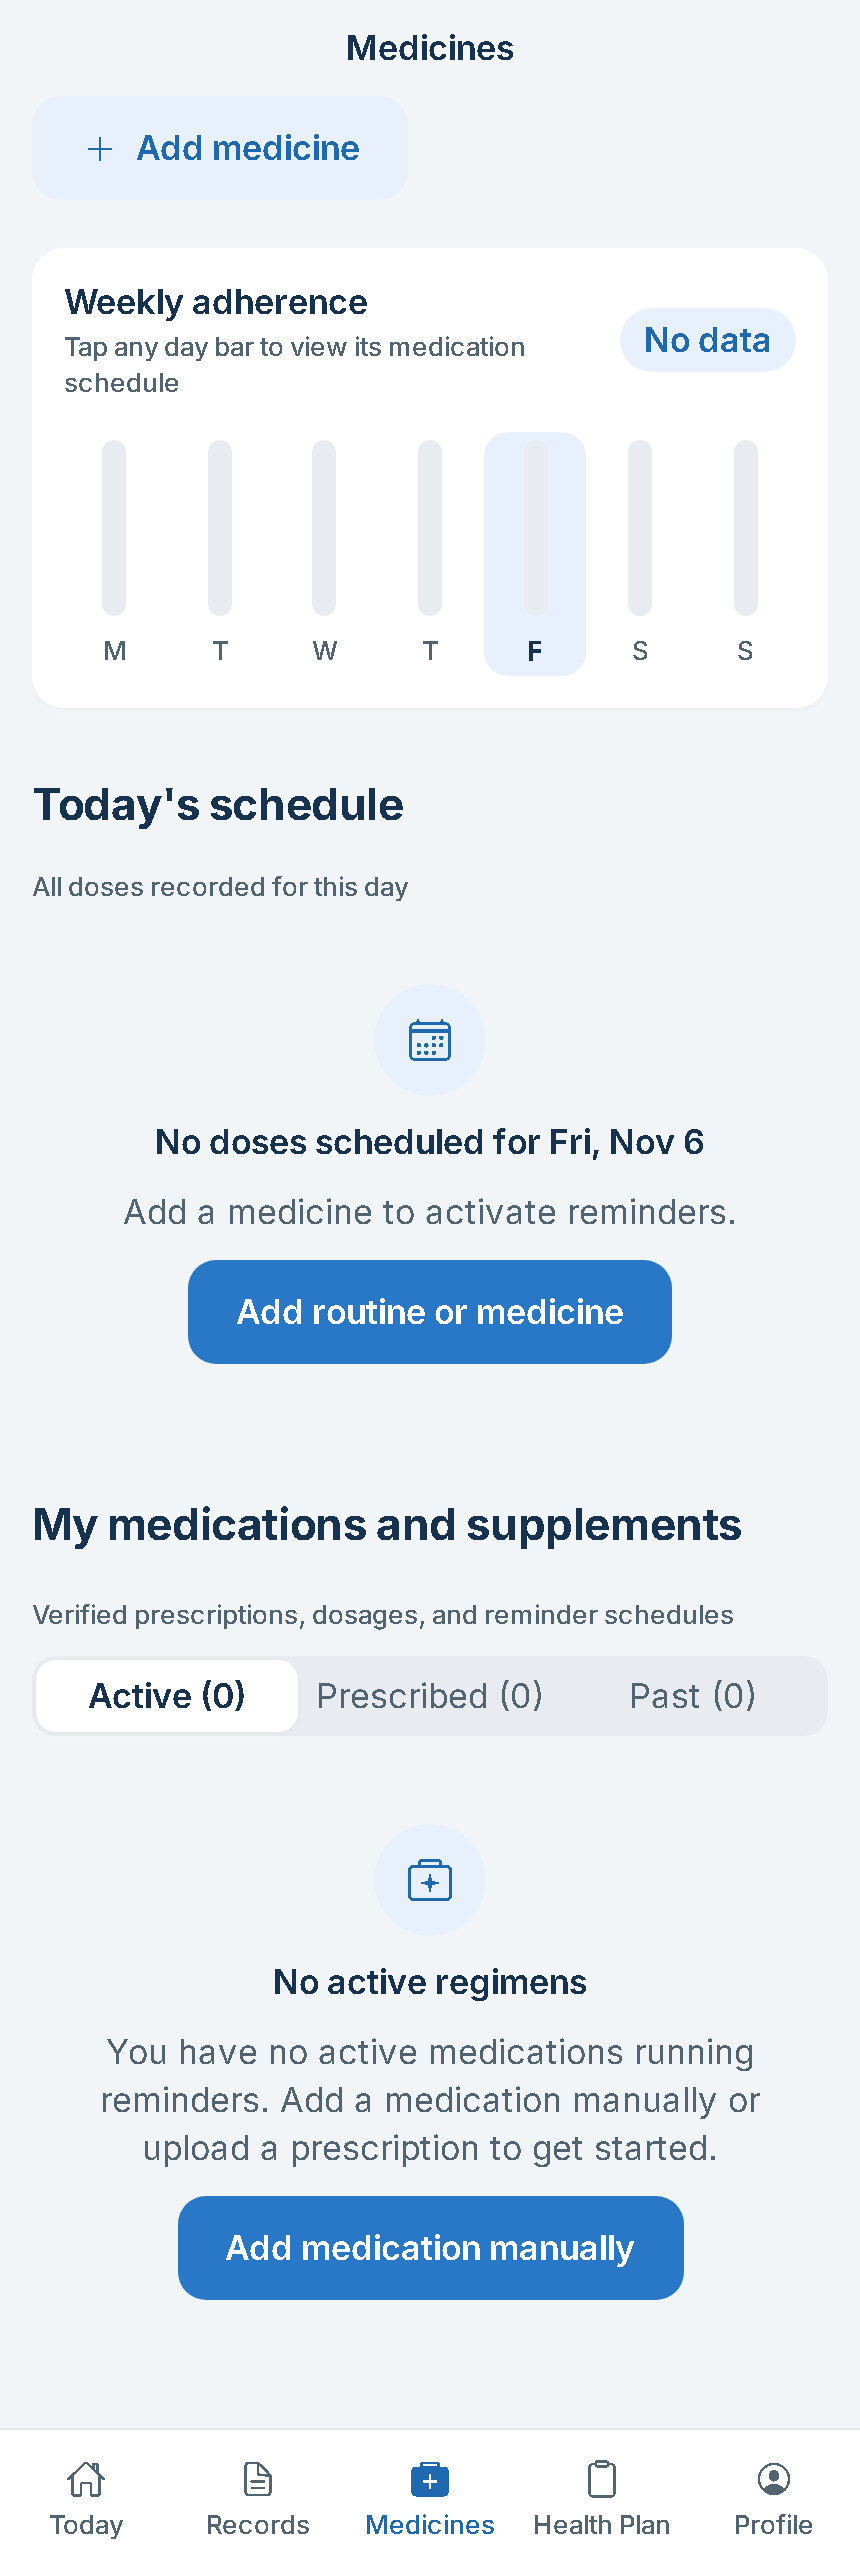 Medicines
Add medicine
Weekly adherence
Tap any day bar to view its medication
schedule
No data
M T W T F S S
Today's schedule
All doses recorded for this day
No doses scheduled for Fri, Nov 6
Add a medicine to activate reminders.
Add routine or medicine
My medications and supplements
Verified prescriptions, dosages, and reminder schedules
Active (0) Prescribed (0) Past (0)
No active regimens
You have no active medications running
reminders. Add a medication manually or
upload a prescription to get started.
Add medication manually
Today Records Medicines Health Plan Profile